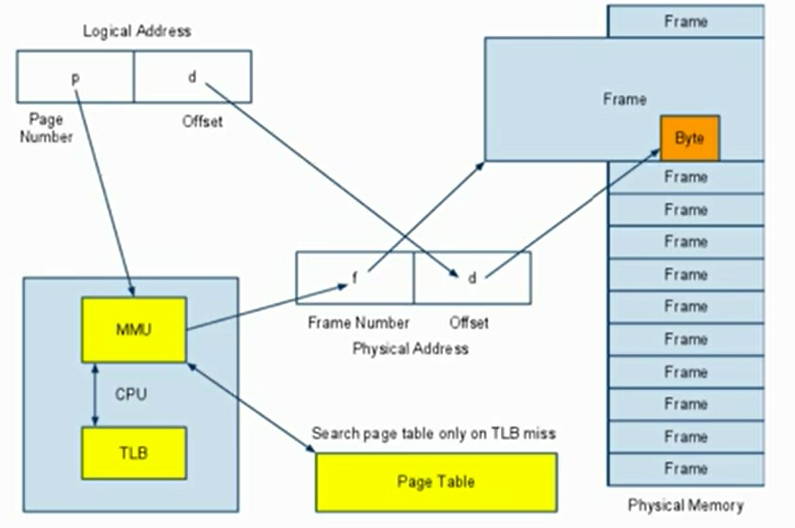 Logical Address
p
d
Page
Number
Offset
MMU
CPU
TLB
f
d
Frame Number
Offset
Physical Address
Search page table only on TLB miss
Page Table
Frame
Frame
Byte
Frame
Frame
Frame
Frame
Frame
Frame
Frame
Frame
Frame
Frame
Physical Memory